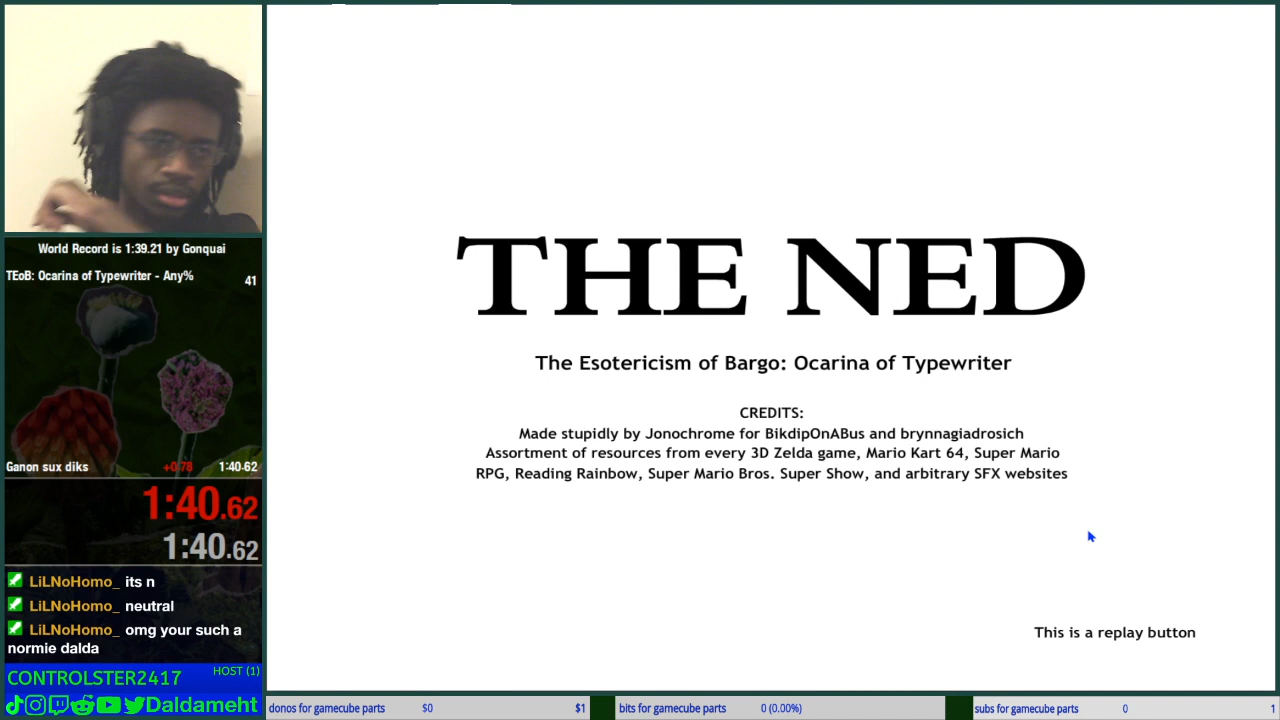 World Record is 1:39.21 by Gonquai
TEoB: Ocarina of Typewriter - Any%
41
Ganon sux diks +0.78 1:40.62
1:40.62
1:40.62
LiLNoHomo_ its n
LiLNoHomo_ neutral
LiLNoHomo_ omg your such a
normie dalda
CONTROLSTER2417 HOST (1)
Daldameht
THE NED
The Esotericism of Bargo: Ocarina of Typewriter
CREDITS:
Made stupidly by Jonochrome for BikdipOnABus and brynnagiadrosich
Assortment of resources from every 3D Zelda game, Mario Kart 64, Super Mario
RPG, Reading Rainbow, Super Mario Bros. Super Show, and arbitrary SFX websites
This is a replay button
donos for gamecube parts $0 $1
bits for gamecube parts 0 (0.00%)
subs for gamecube parts 0 1